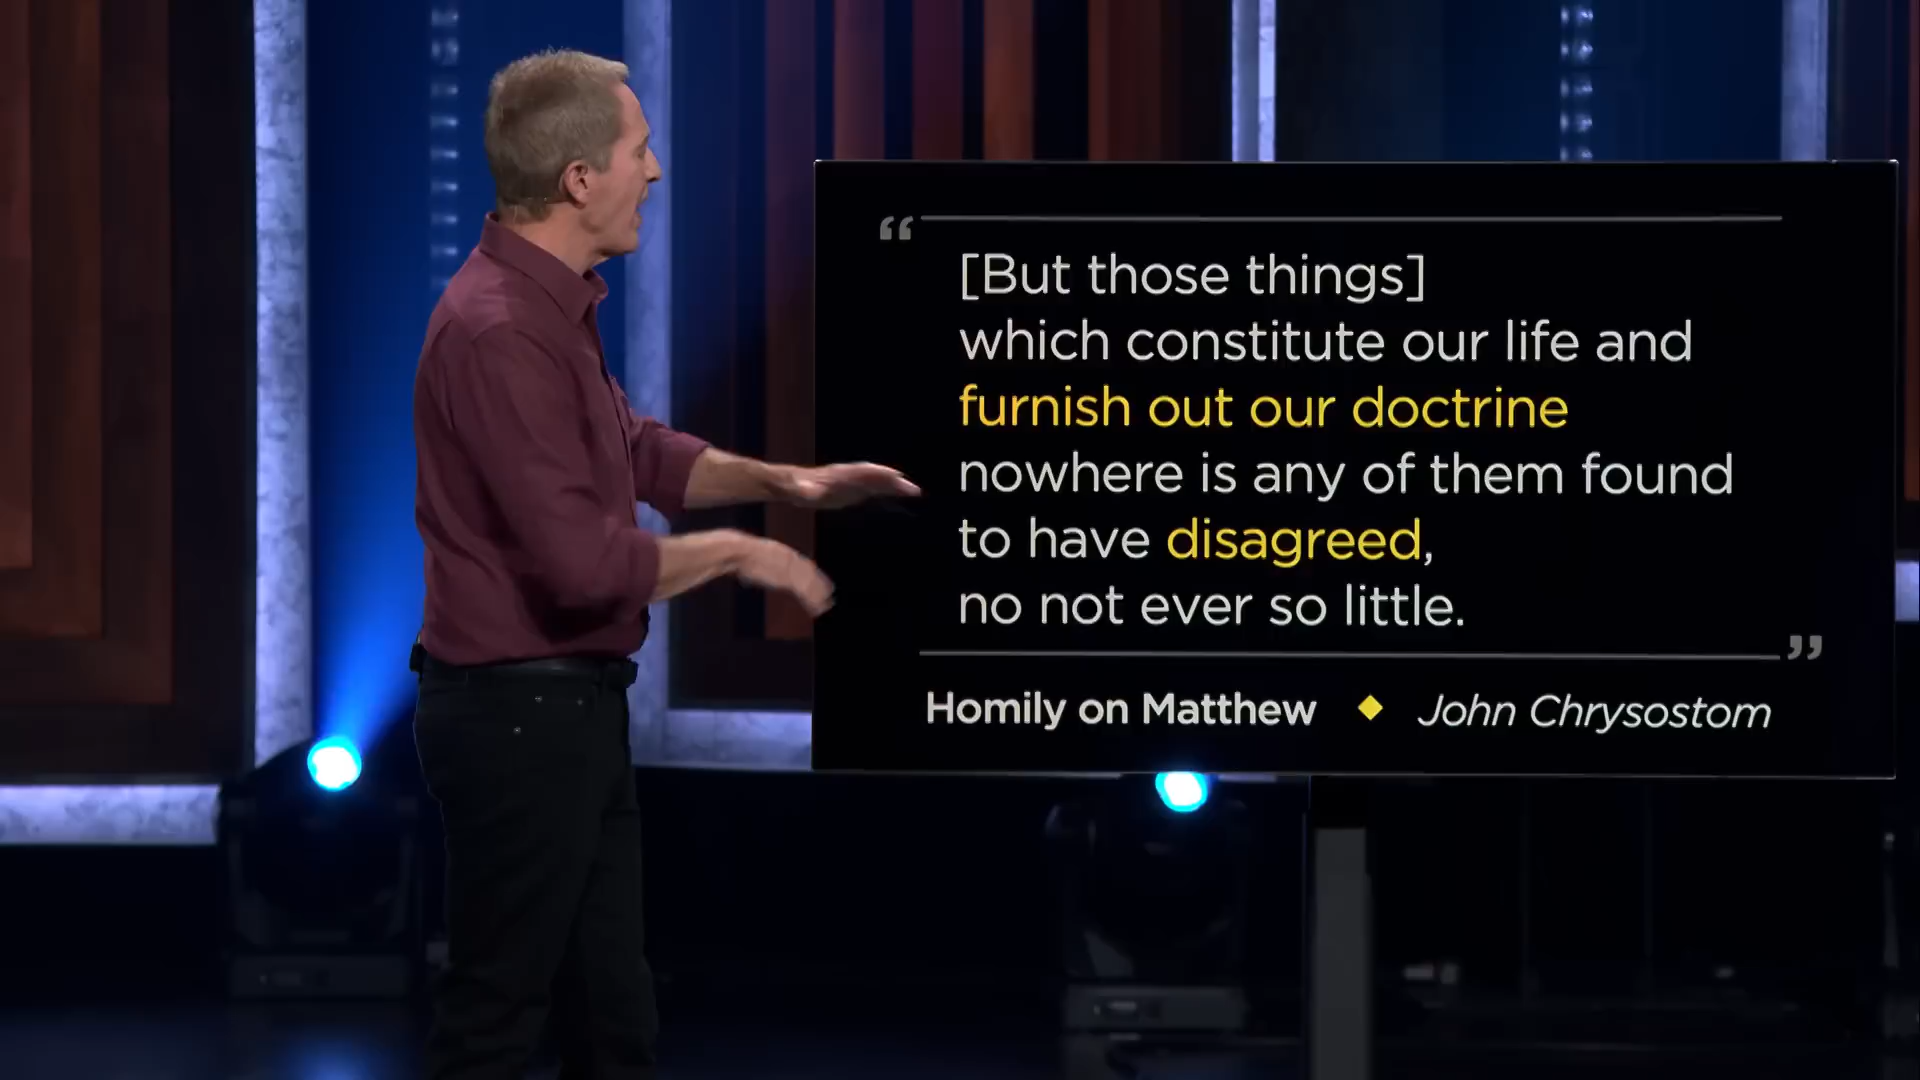 “
[But those things]
which constitute our life and
furnish out our doctrine
nowhere is any of them found
to have disagreed,
no not ever so little.
”
Homily on Matthew ◆ John Chrysostom